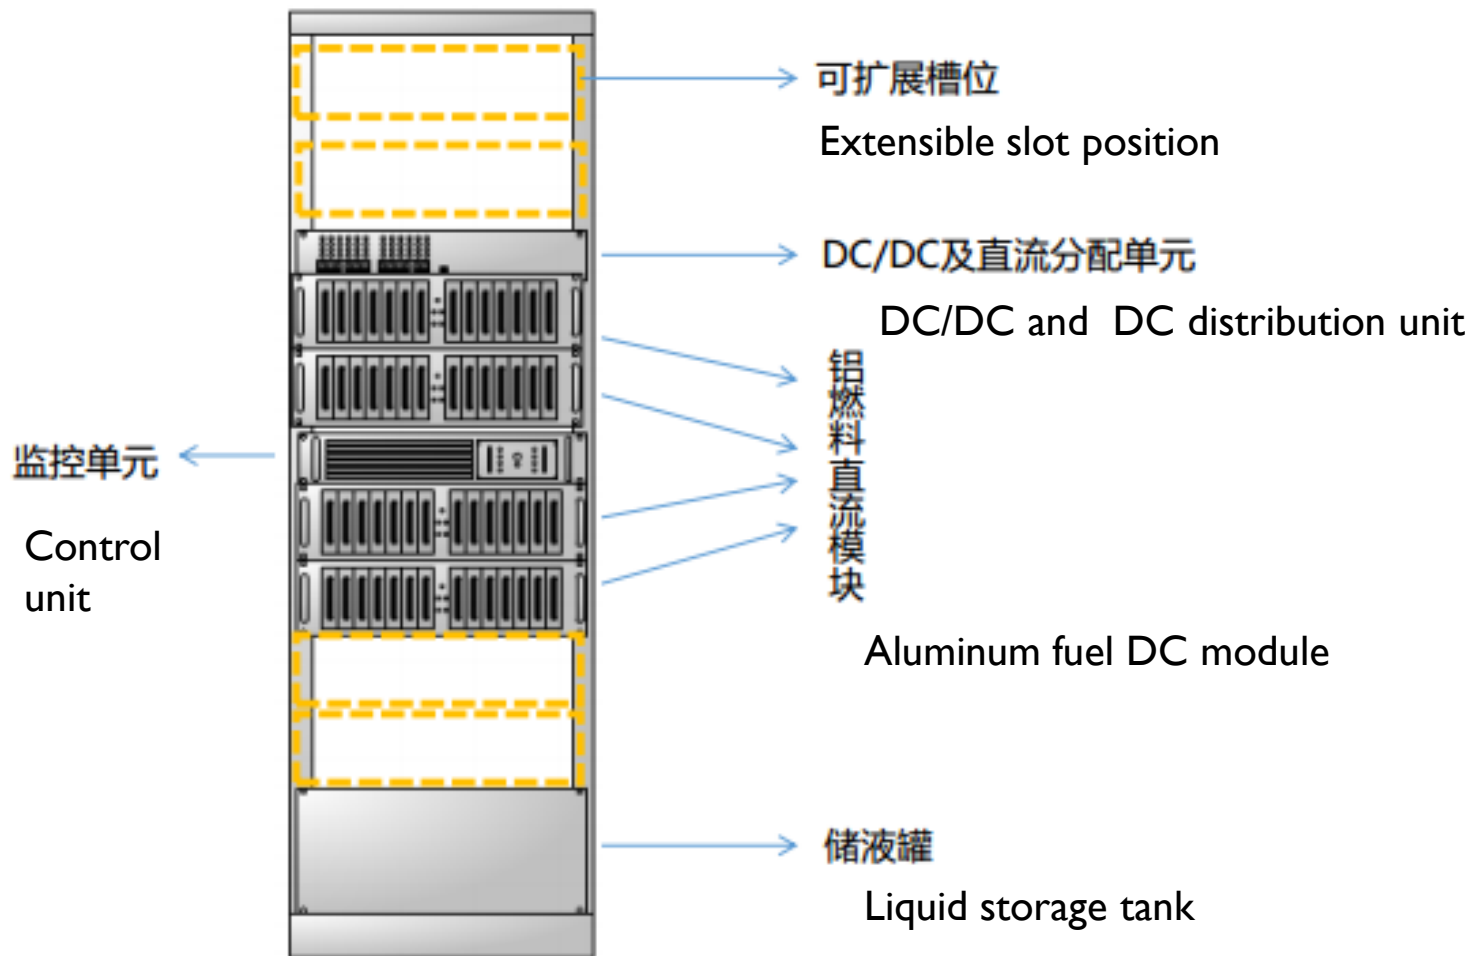 可扩展槽位
Extensible slot position
DC/DC及直流分配单元
DC/DC and DC distribution unit
铝燃料直流模块
监控单元
Control
unit
Aluminum fuel DC module
储液罐
Liquid storage tank